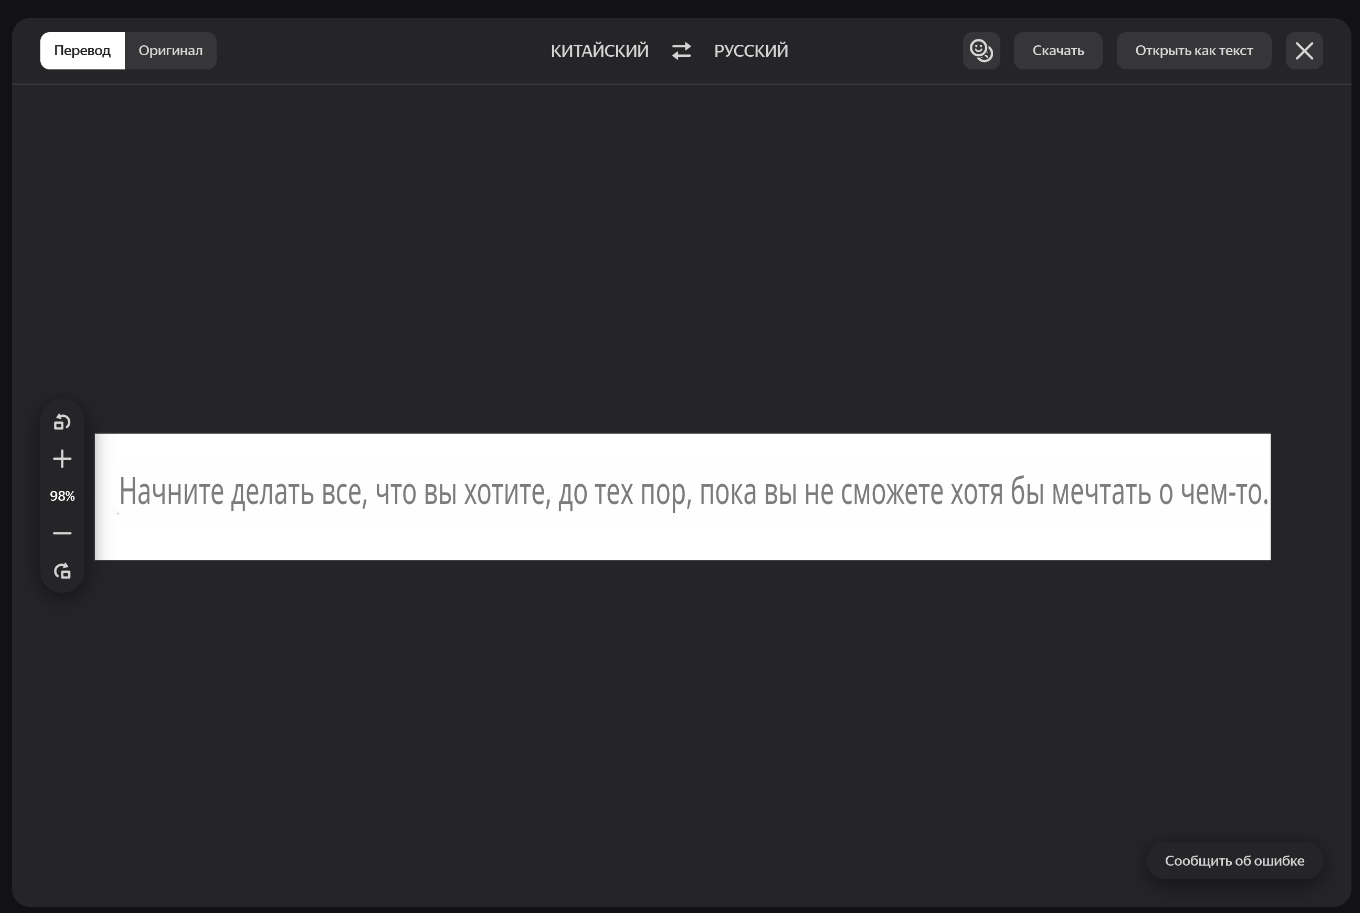 Перевод Оригинал КИТАЙСКИЙ РУССКИЙ Скачать Открыть как текст
98%
Начните делать все, что вы хотите, до тех пор, пока вы не сможете хотя бы мечтать о чем-то.
Сообщить об ошибке